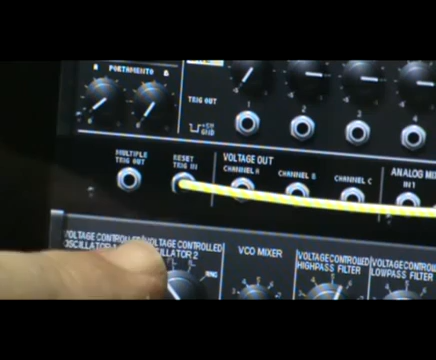 A PORTAMENTO B
TRIG OUT
1 2 3 4
GND
MULTIPLE
TRIG OUT
RESET
TRIG IN
VOLTAGE OUT
CHANNEL A
CHANNEL B
CHANNEL C
ANALOG
IN 1
VOLTAGE CONTROLLED
VOLTAGE CONTROLLED
OSCILLATOR 2
VCO MIXER
VOLTAGE CONTROLLED
HIGHPASS FILTER
VOLTAGE CONTROLLED
LOWPASS FILTER